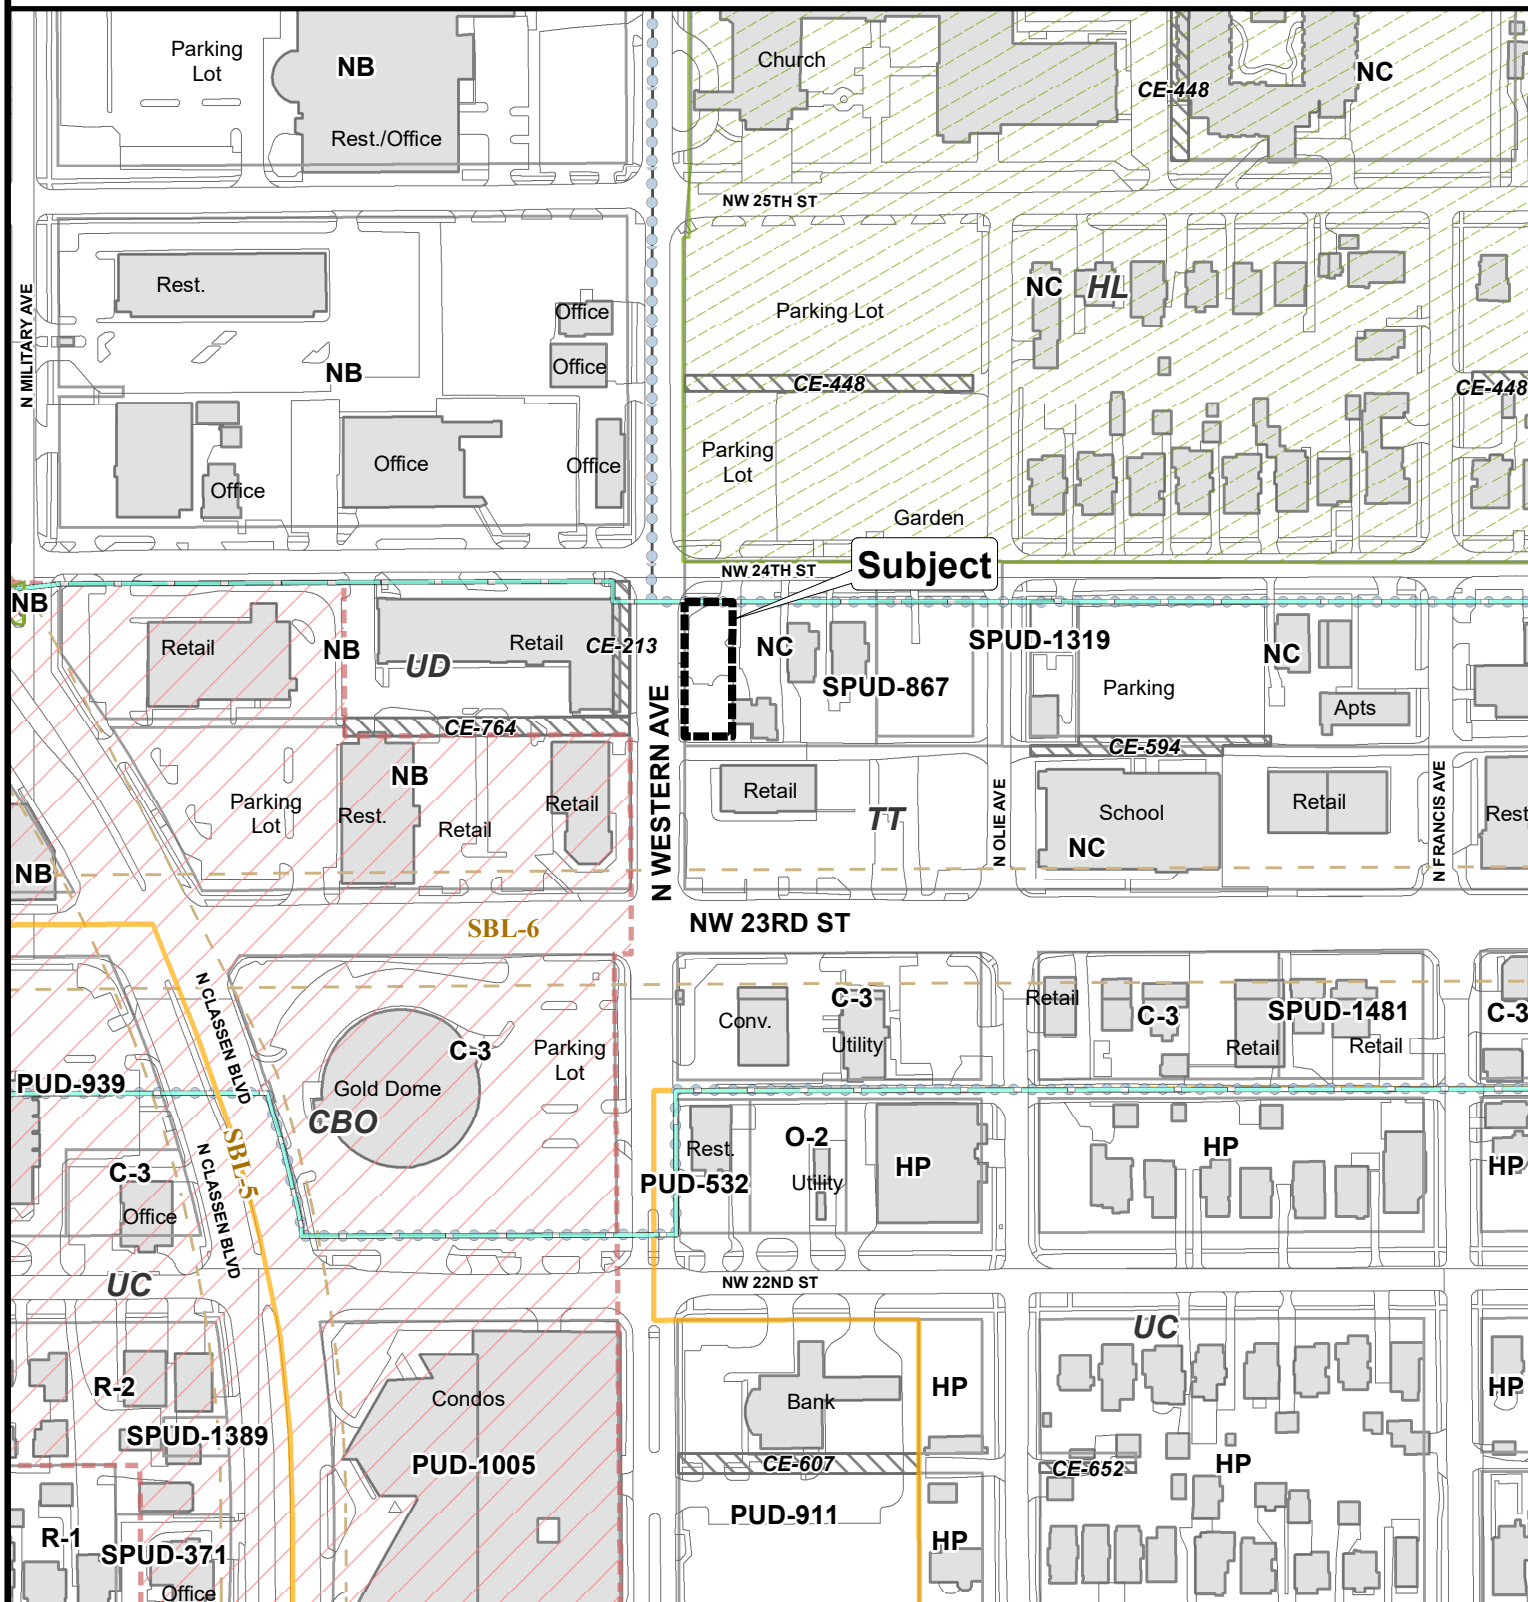 Parking
Lot
NB
Rest./Office
Church
CE-448
NC
NW 25TH ST
N MILITARY AVE
Rest.
Office
Office
NB
Parking Lot
NC
HL
CE-448
CE-448
Office
Office
Office
Parking
Lot
Garden
Subject
NW 24TH ST
NB
Retail
NB
UD
Retail
CE-213
NC
SPUD-867
SPUD-1319
NC
Parking
Apts
CE-764
CE-594
N WESTERN AVE
NB
Parking
Lot
Rest.
Retail
Retail
Retail
TT
N OLIE AVE
School
NC
Retail
N FRANCIS AVE
Rest
NB
SBL-6
NW 23RD ST
N CLASSEN BLVD
C-3
Gold Dome
CBO
Parking
Lot
Conv.
C-3
Utility
Retail
C-3
SPUD-1481
Retail
Retail
C-3
PUD-939
SBL-5
N CLASSEN BLVD
C-3
Office
UC
Rest.
PUD-532
O-2
Utility
HP
HP
HP
NW 22ND ST
UC
R-2
SPUD-1389
Condos
PUD-1005
Bank
HP
HP
CE-607
CE-652
HP
PUD-911
HP
R-1
SPUD-371
Office